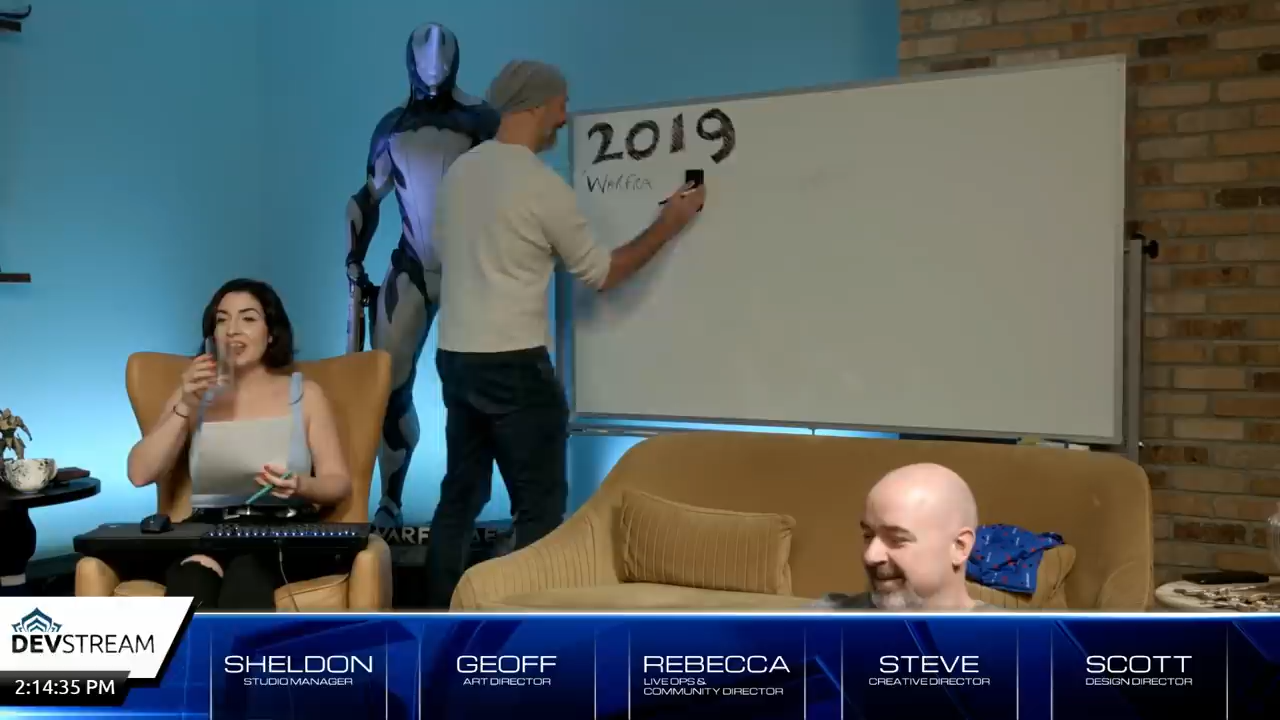 2019
'WARFRA
DEVSTREAM
2:14:35 PM
SHELDON
STUDIO MANAGER
GEOFF
ART DIRECTOR
REBECCA
LIVE OPS &
COMMUNITY DIRECTOR
STEVE
CREATIVE DIRECTOR
SCOTT
DESIGN DIRECTOR